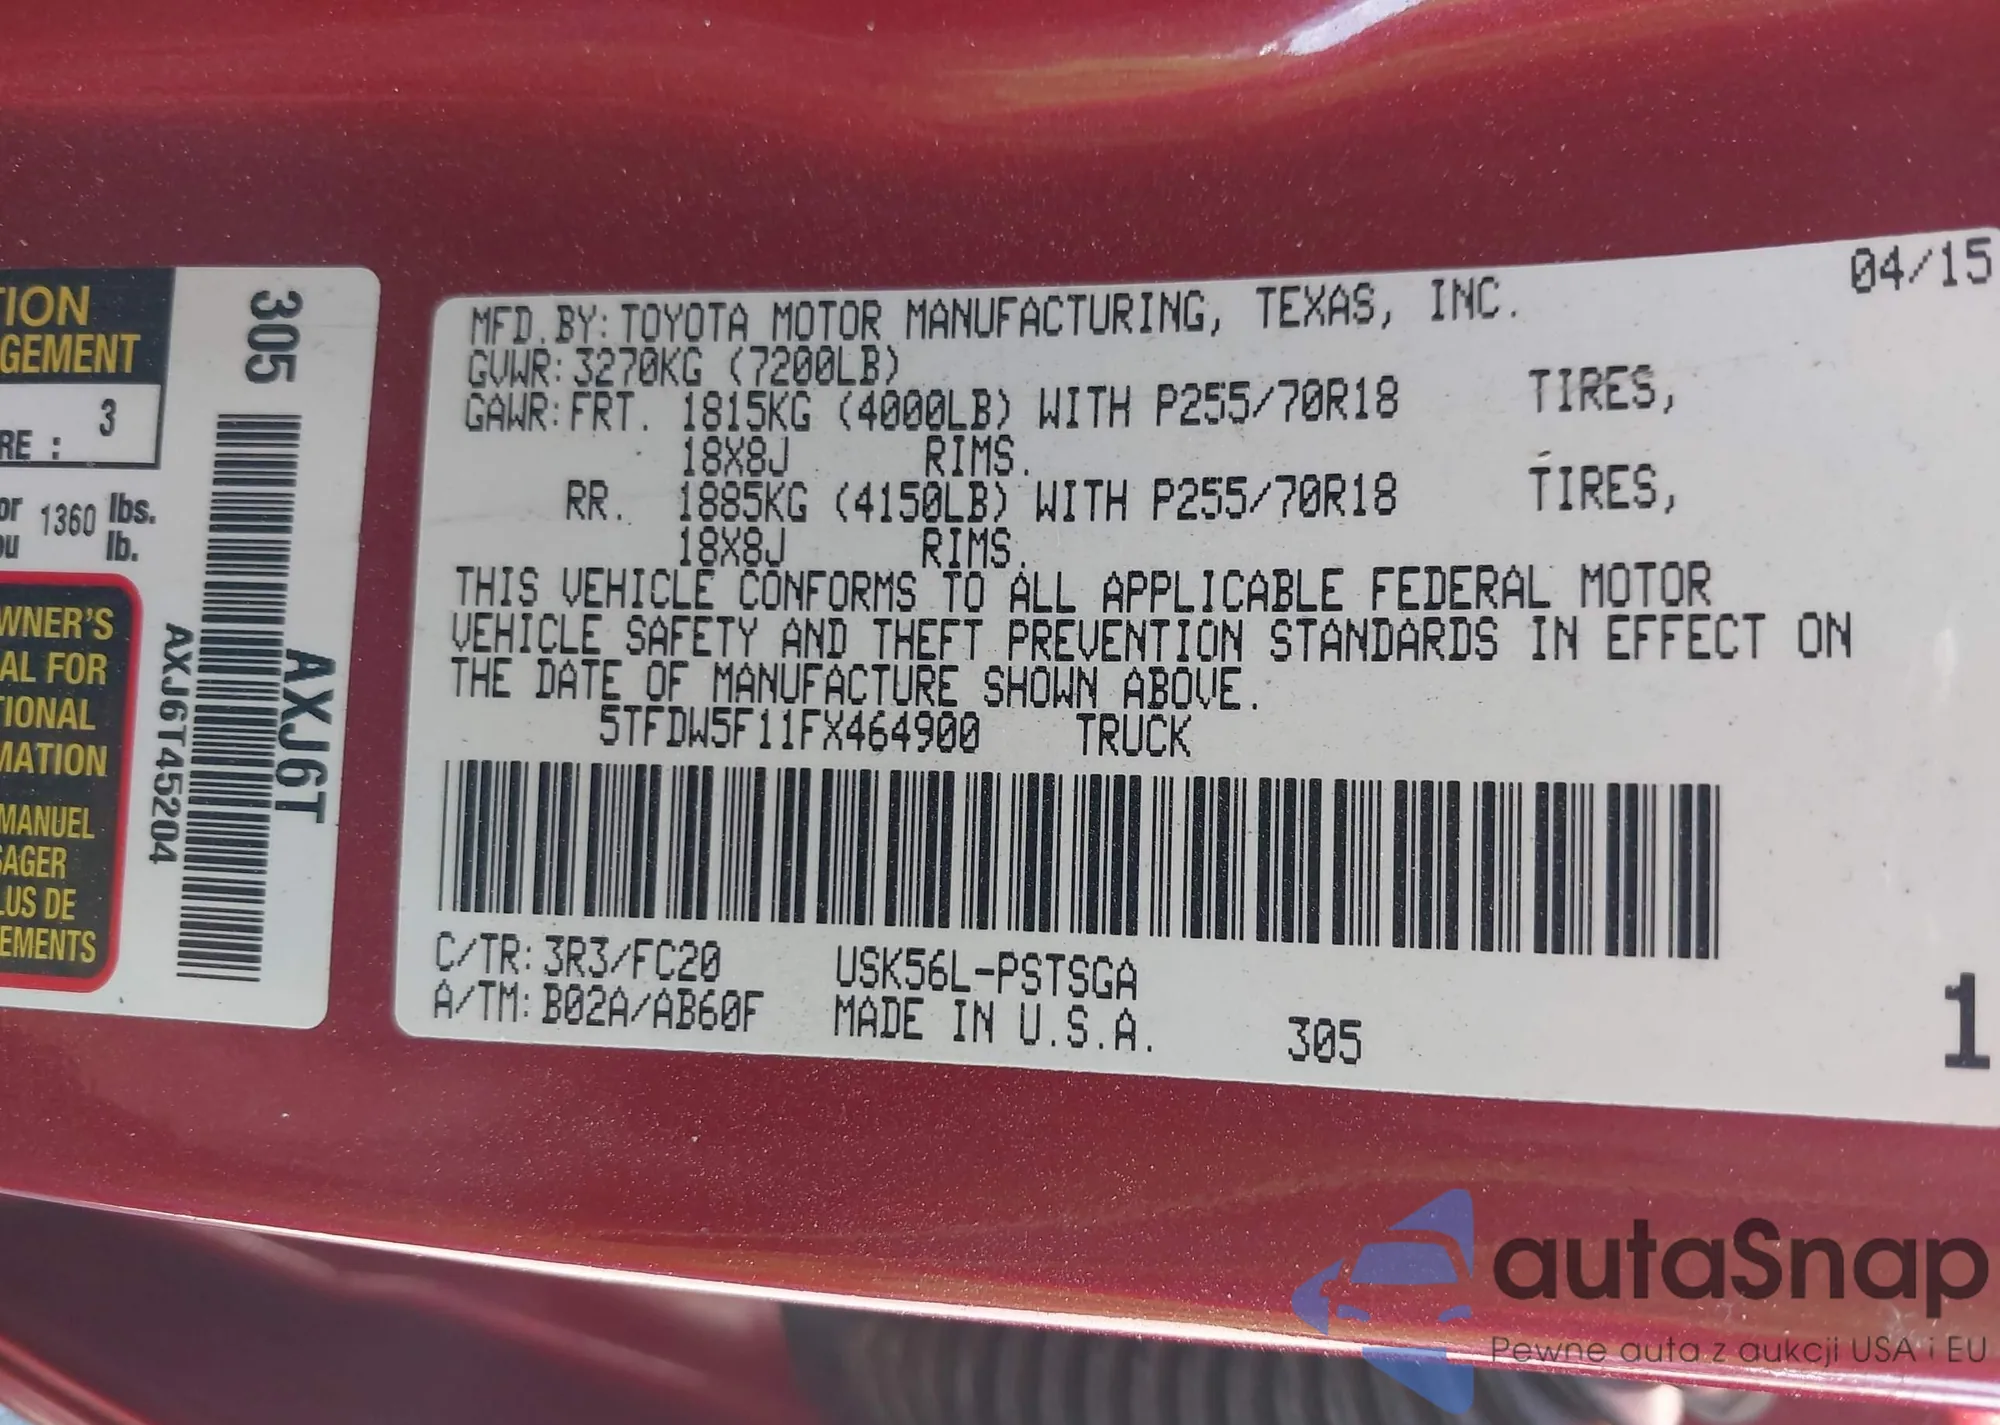 TION
GEMENT
RE : 3
or 1360 lbs.
ou lb.
WNER'S
AL FOR
TIONAL
MATION
MANUEL
SAGER
LUS DE
EMENTS
305
AXJ6T
AXJ6T45204
04/15
MFD.BY:TOYOTA MOTOR MANUFACTURING, TEXAS, INC.
GVWR:3270KG (7200LB)
GAWR:FRT. 1815KG (4000LB) WITH P255/70R18 TIRES,
18X8J RIMS.
RR. 1885KG (4150LB) WITH P255/70R18 TIRES,
18X8J RIMS.
THIS VEHICLE CONFORMS TO ALL APPLICABLE FEDERAL MOTOR
VEHICLE SAFETY AND THEFT PREVENTION STANDARDS IN EFFECT ON
THE DATE OF MANUFACTURE SHOWN ABOVE.
5TFDW5F11FX464900 TRUCK
C/TR:3R3/FC20 USK56L-PSTSGA
A/TM:B02A/AB60F MADE IN U.S.A. 305
1
autaSnap
Pewne auta z aukcji USA i EU